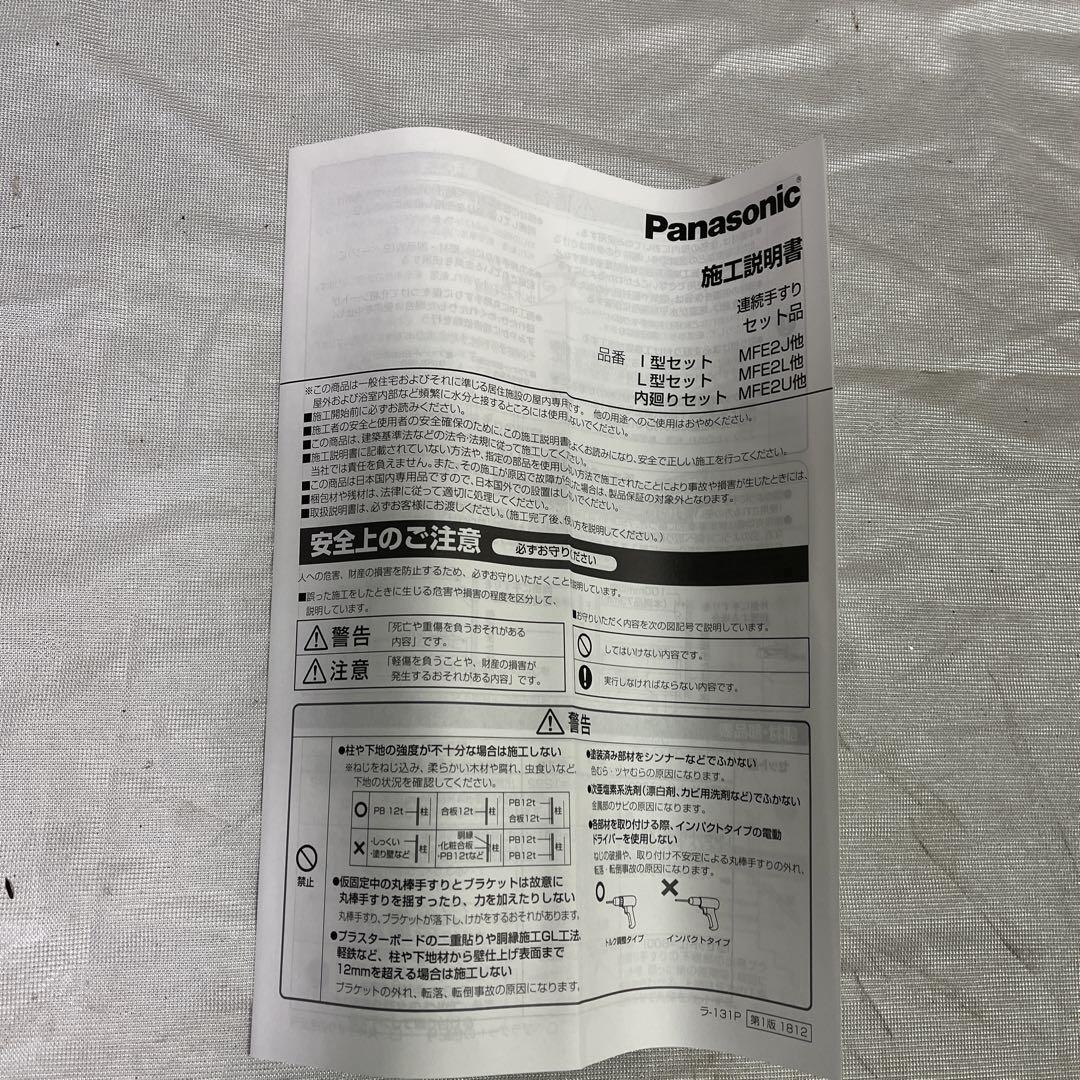 Panasonic®
施工説明書
連続手すり
セット品
品番 I型セット MFE2J他
L型セット MFE2L他
内廻りセット MFE2U他
※この商品は一般住宅およびそれに準じる居住施設の屋内専用です。他の用途へのご使用はおやめください。
屋外および浴室内部など頻繁に水分と接するところには使用しないでください。
■施工開始前に必ずお読みください。
■施工者の安全と使用者の安全確保のために、この施工説明書をよくお読みになり、安全で正しい施工を行ってください。
■この商品は、建築基準法などの法令・法規に従って施工してください。
■施工説明書に記載されていない方法や、指定の部品を使用しない方法で施工されたことにより事故や損害が生じたときには、
当社では責任を負えません。また、その施工が原因で故障が生じた場合は、製品保証の対象外となります。
■この商品は日本国内専用品ですので、日本国外での設置はしないでください。
■梱包材や残材は、法律に従って適切に処理してください。
■取扱説明書は、必ずお客様にお渡しください。(施工完了後、使い方を説明してください。)
安全上のご注意 必ずお守りください
人への危害、財産の損害を防止するため、必ずお守りいただくことを説明しています。
■誤った施工をしたときに生じる危害や損害の程度を区分して、
説明しています。
警告 「死亡や重傷を負うおそれがある
内容」です。
注意 「軽傷を負うことや、財産の損害が
発生するおそれがある内容」です。
■お守りいただく内容を次の図記号で説明しています。
してはいけない内容です。
実行しなければならない内容です。
警告
禁止
●柱や下地の強度が不十分な場合は施工しない
※ねじをねじ込み、柔らかい木材や腐れ、虫食いなど、
下地の状況を確認してください。
○ PB 12t 柱 合板12t 柱 PB12t 合板12t 柱
× ・しっくい ・塗り壁など 柱 胴縁 ・化粧合板 ・PB12tなど 柱 PB12t PB12t 柱
●仮固定中の丸棒手すりとブラケットは故意に
丸棒手すりを揺すったり、力を加えたりしない
丸棒手すり、ブラケットが落下し、けがをするおそれがあります。
●プラスターボードの二重貼りや胴縁施工GL工法、
軽鉄など、柱や下地材から壁仕上げ表面まで
12mmを超える場合は施工しない
ブラケットの外れ、転落、転倒事故の原因になります。
●塗装済み部材をシンナーなどでふかない
色むら・ツヤむらの原因になります。
●次亜塩素系洗剤(漂白剤、カビ用洗剤など)でふかない
金属部のサビの原因になります。
●各部材を取り付ける際、インパクトタイプの電動
ドライバーを使用しない
ねじの破損や、取り付け不安定による丸棒手すりの外れ、
転落・転倒事故の原因になります。
○ ×
トルク調整タイプ インパクトタイプ
ラ-131P 第1版 1812